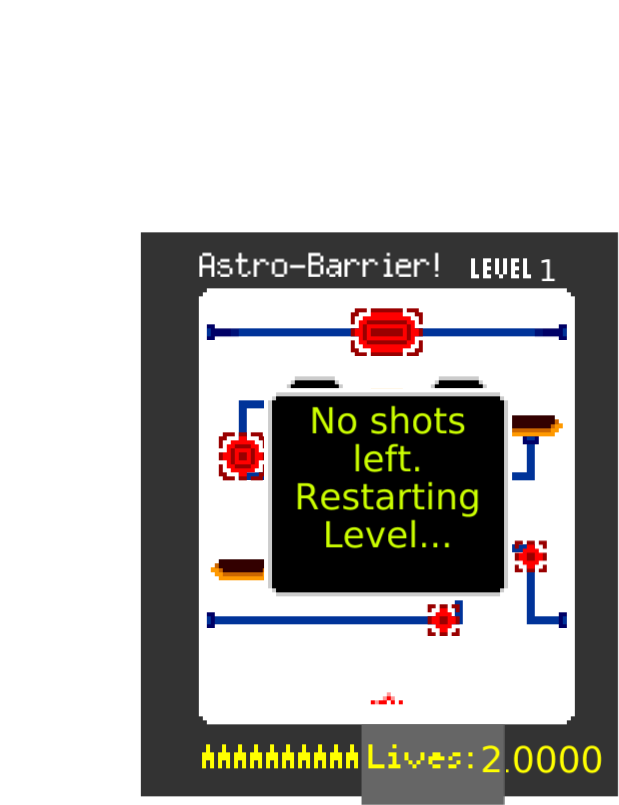 Astro-Barrier! LEVEL 1
No shots
left.
Restarting
Level...
Lives:2.0000